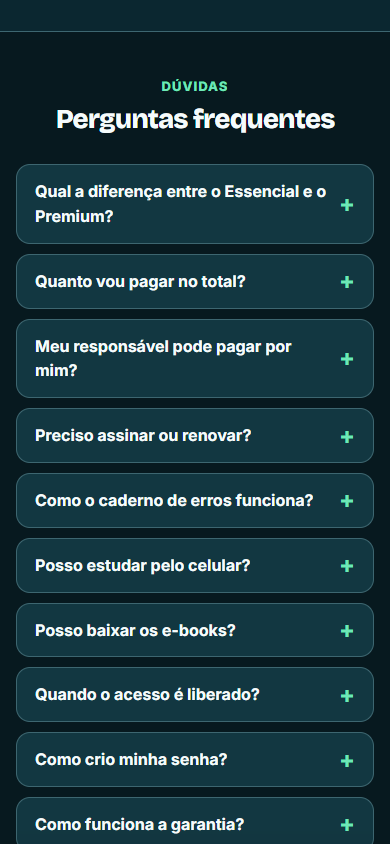 DÚVIDAS
Perguntas frequentes
Qual a diferença entre o Essencial e o
Premium?
+
Quanto vou pagar no total?
+
Meu responsável pode pagar por
mim?
+
Preciso assinar ou renovar?
+
Como o caderno de erros funciona?
+
Posso estudar pelo celular?
+
Posso baixar os e-books?
+
Quando o acesso é liberado?
+
Como crio minha senha?
+
Como funciona a garantia?
+